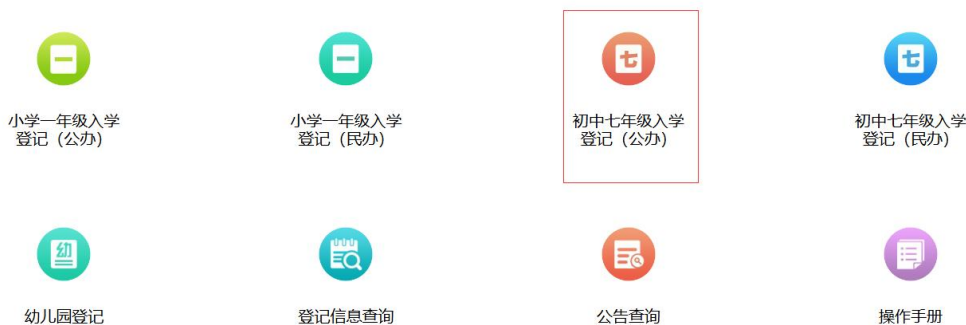 一
一
七
七
小学一年级入学
登记（公办）
小学一年级入学
登记（民办）
初中七年级入学
登记（公办）
初中七年级入学
登记（民办）
幼
幼儿园登记
登记信息查询
公告查询
操作手册